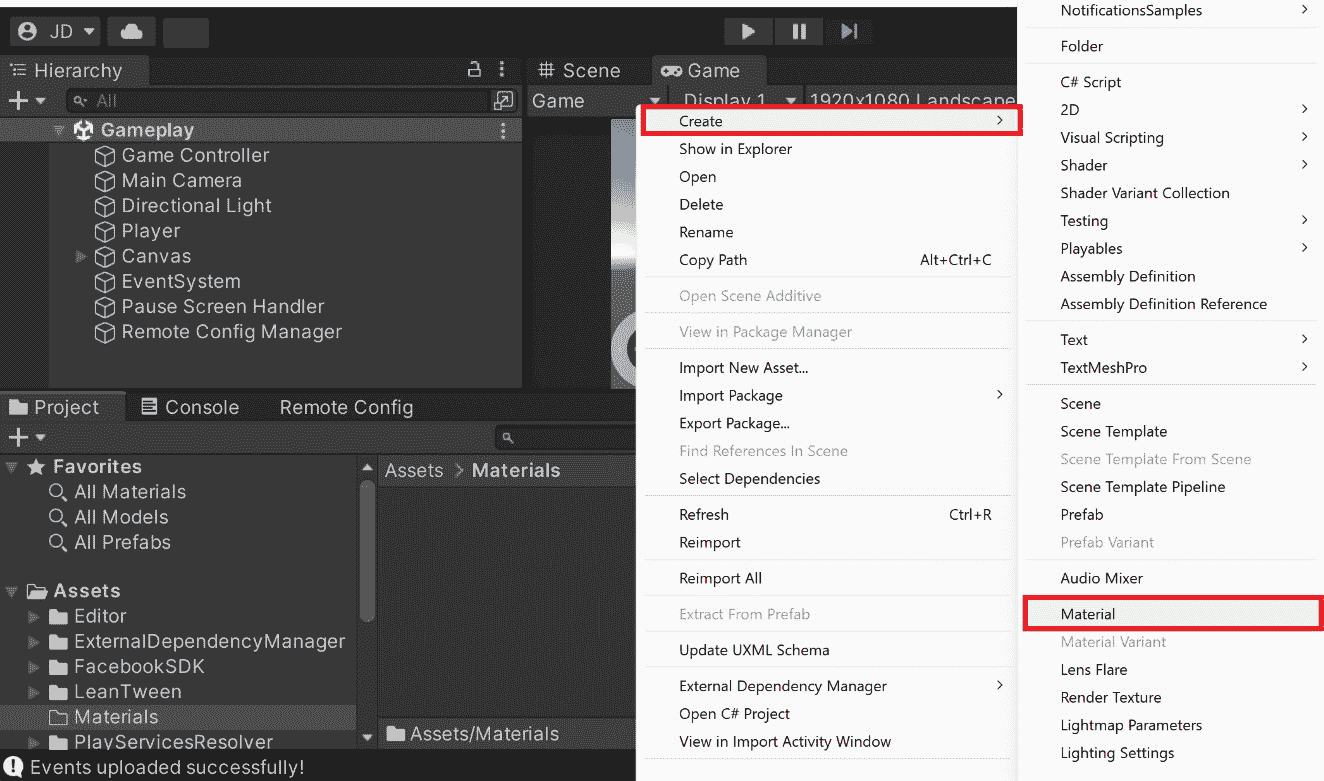 JD
Hierarchy
All
Gameplay
Game Controller
Main Camera
Directional Light
Player
Canvas
EventSystem
Pause Screen Handler
Remote Config Manager
Scene
Game
Game
Display 1
1920x1080 Landscape
Project
Console
Remote Config
Favorites
All Materials
All Models
All Prefabs
Assets
Editor
ExternalDependencyManager
FacebookSDK
LeanTween
Materials
PlayServicesResolver
Assets > Materials
Assets/Materials
Events uploaded successfully!
Create
Show in Explorer
Open
Delete
Rename
Copy Path Alt+Ctrl+C
Open Scene Additive
View in Package Manager
Import New Asset...
Import Package
Export Package...
Find References In Scene
Select Dependencies
Refresh Ctrl+R
Reimport
Reimport All
Extract From Prefab
Update UXML Schema
External Dependency Manager
Open C# Project
View in Import Activity Window
NotificationsSamples
Folder
C# Script
2D
Visual Scripting
Shader
Shader Variant Collection
Testing
Playables
Assembly Definition
Assembly Definition Reference
Text
TextMeshPro
Scene
Scene Template
Scene Template From Scene
Scene Template Pipeline
Prefab
Prefab Variant
Audio Mixer
Material
Material Variant
Lens Flare
Render Texture
Lightmap Parameters
Lighting Settings